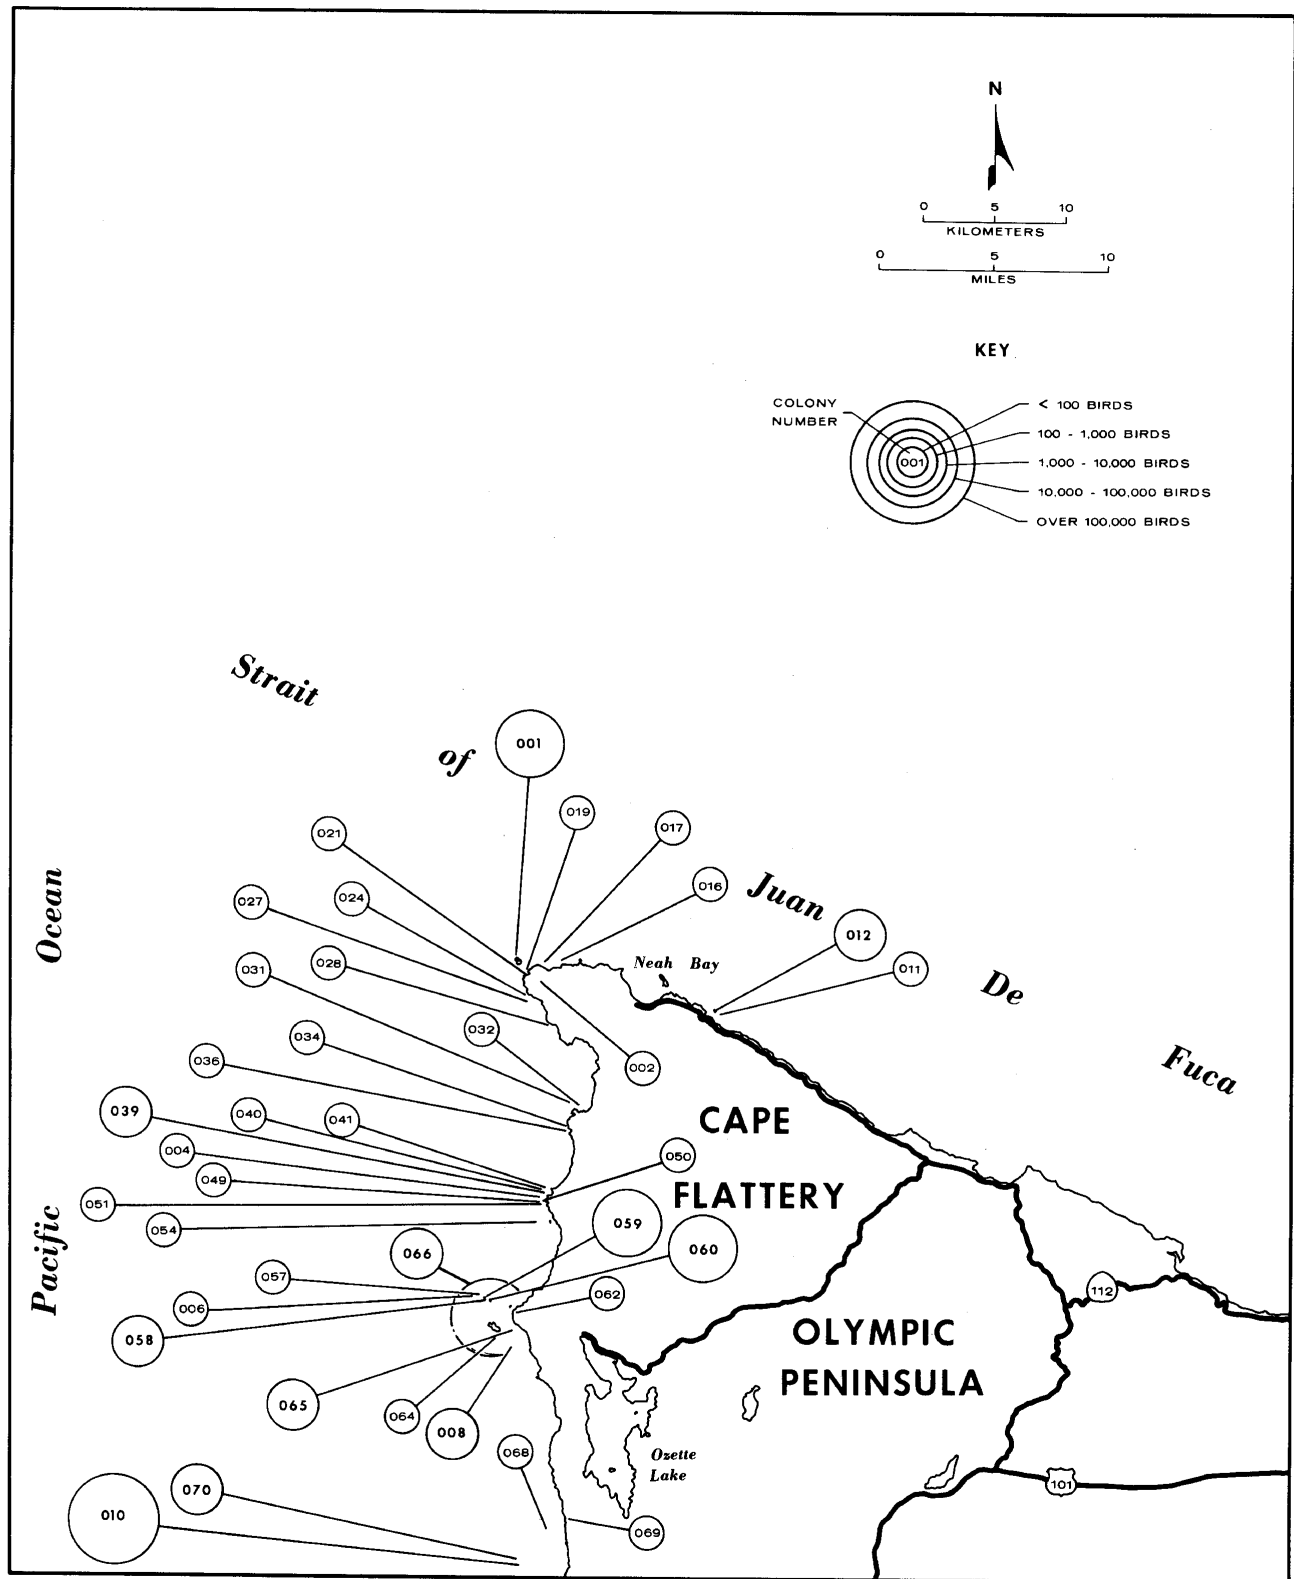 N
0 5 10
KILOMETERS
0 5 10
MILES
KEY
COLONY
NUMBER
001
< 100 BIRDS
100 - 1,000 BIRDS
1,000 - 10,000 BIRDS
10,000 - 100,000 BIRDS
OVER 100,000 BIRDS
Strait
of
Juan
De
Fuca
Pacific
Ocean
001
019
021
017
016
024
027
012
028
Neah Bay
011
031
032
034
036
002
039
040
041
CAPE
FLATTERY
004
050
049
051
054
059
060
066
057
006
062
112
058
OLYMPIC
PENINSULA
065
064
008
068
Ozette
Lake
070
010
069
101